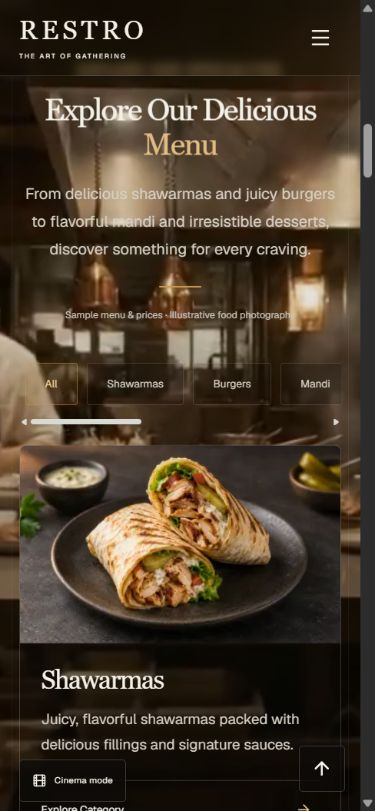 RESTRO
THE ART OF GATHERING
Explore Our Delicious
Menu
From delicious shawarmas and juicy burgers
to flavorful mandi and irresistible desserts,
discover something for every craving.
Sample menu & prices · Illustrative food photograph
All
Shawarmas
Burgers
Mandi
Shawarmas
Juicy, flavorful shawarmas packed with
delicious fillings and signature sauces.
Cinema mode
Explore Category